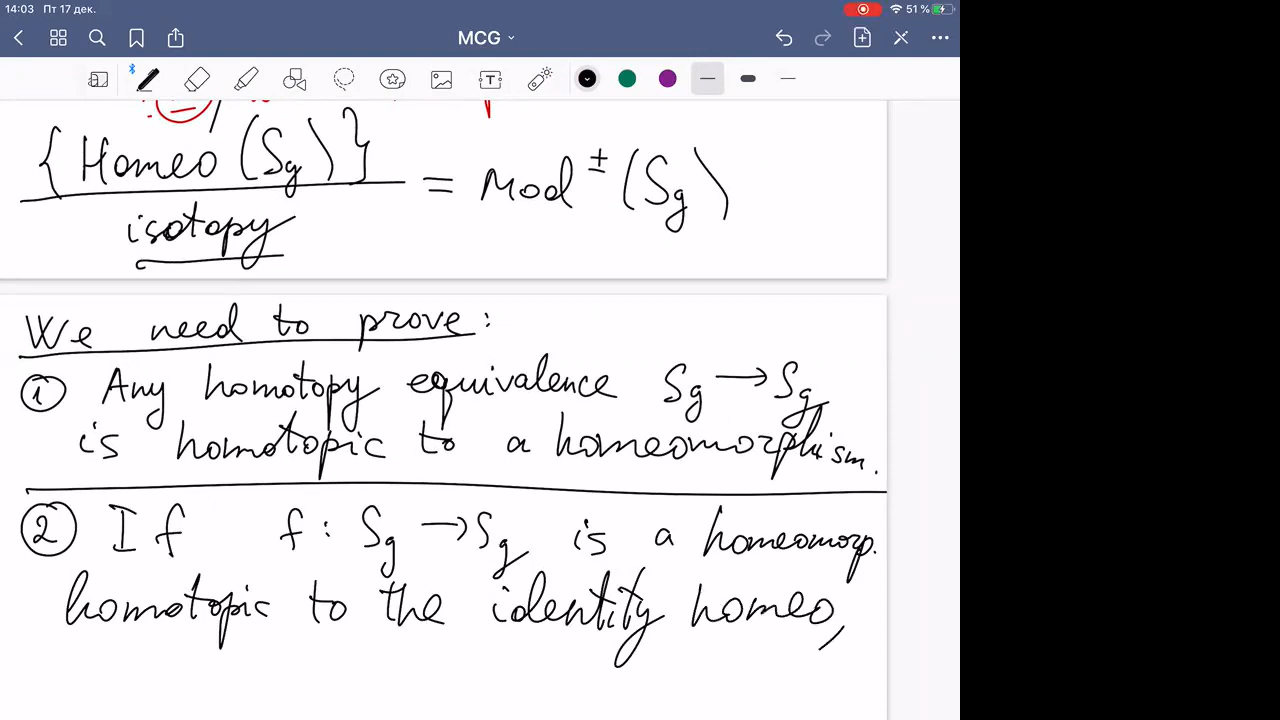 14:03 Пт 17 дек. 51 %
MCG
{Homeo (Sg)}
isotopy
= Mod ± (Sg)
We need to prove:
① Any homotopy equivalence Sg → Sg
is homotopic to a homeomorphism.
② If f : Sg → Sg is a homeomorp.
homotopic to the identity homeo,